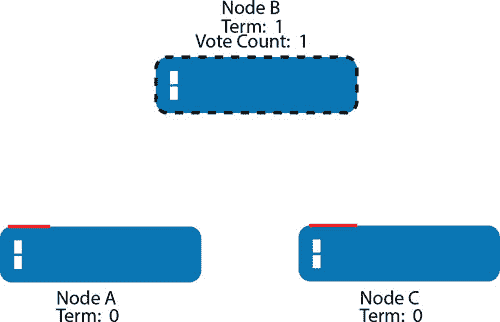 Node B
Term: 1
Vote Count: 1
Node A
Term: 0
Node C
Term: 0